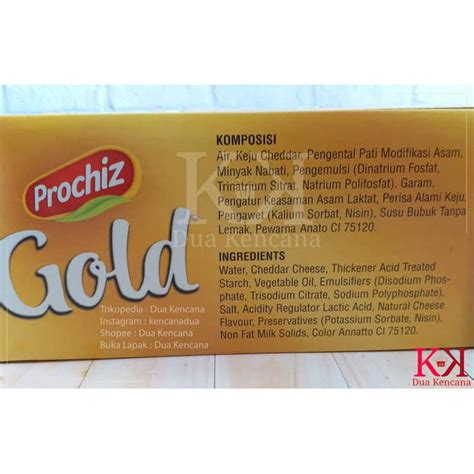 Prochiz
Gold
KOMPOSISI
Air, Keju Cheddar, Pengental Pati Modifikasi Asam,
Minyak Nabati, Pengemulsi (Dinatrium Fosfat,
Trinatrium Sitrat, Natrium Polifosfat), Garam,
Pengatur Keasaman Asam Laktat, Perisa Alami Keju,
Pengawet (Kalium Sorbat, Nisin), Susu Bubuk Tanpa
Lemak, Pewarna Anato CI 75120.
INGREDIENTS
Water, Cheddar Cheese, Thickener Acid Treated
Starch, Vegetable Oil, Emulsifiers (Disodium Phos-
phate, Trisodium Citrate, Sodium Polyphosphate),
Salt, Acidity Regulator Lactic Acid, Natural Cheese
Flavour, Preservatives (Potassium Sorbate, Nisin),
Non Fat Milk Solids, Color Annatto CI 75120.
Tokopedia : Dua Kencana
Instagram : kencanadua
Shopee : Dua Kencana
Buka Lapak : Dua Kencana
KK
Dua Kencana
KK
Dua Kencana